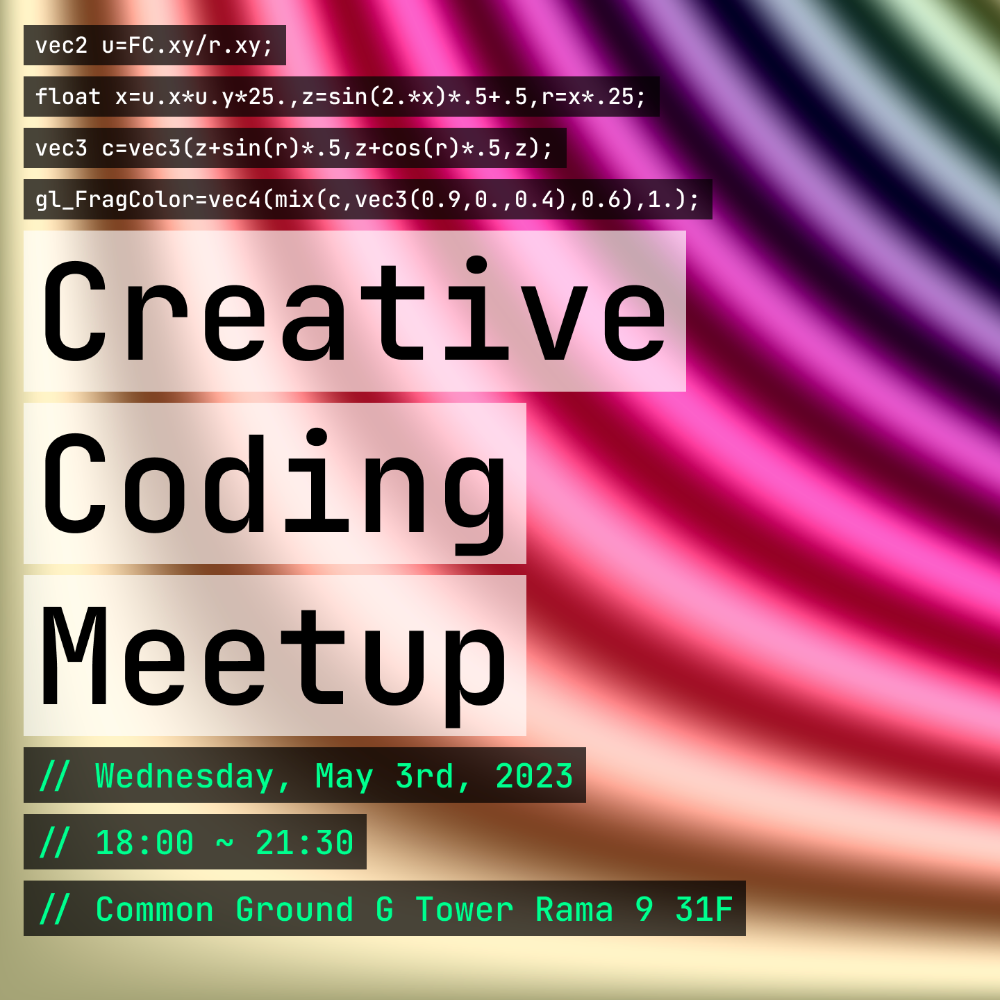 vec2 u=FC.xy/r.xy;
float x=u.x*u.y*25.,z=sin(2.*x)*.5+.5,r=x*.25;
vec3 c=vec3(z+sin(r)*.5,z+cos(r)*.5,z);
gl_FragColor=vec4(mix(c,vec3(0.9,0.,0.4),0.6),1.);
Creative
Coding
Meetup
// Wednesday, May 3rd, 2023
// 18:00 ~ 21:30
// Common Ground G Tower Rama 9 31F